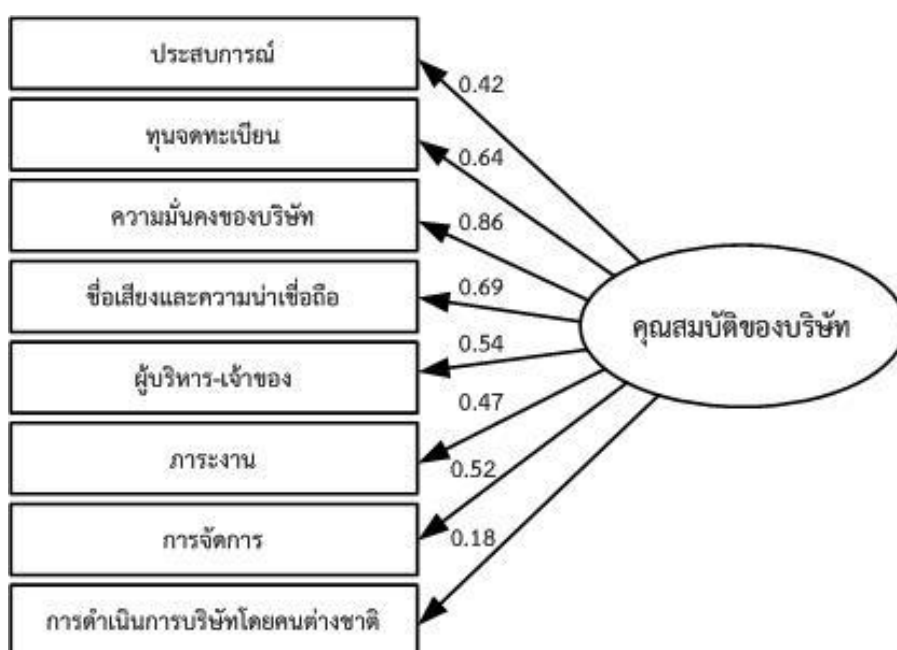 ประสบการณ์
0.42
ทุนจดทะเบียน
0.64
ความมั่นคงของบริษัท
0.86
ชื่อเสียงและความน่าเชื่อถือ
0.69
คุณสมบัติของบริษัท
0.54
ผู้บริหาร-เจ้าของ
0.47
ภาระงาน
0.52
การจัดการ
0.18
การดำเนินการบริษัทโดยคนต่างชาติ